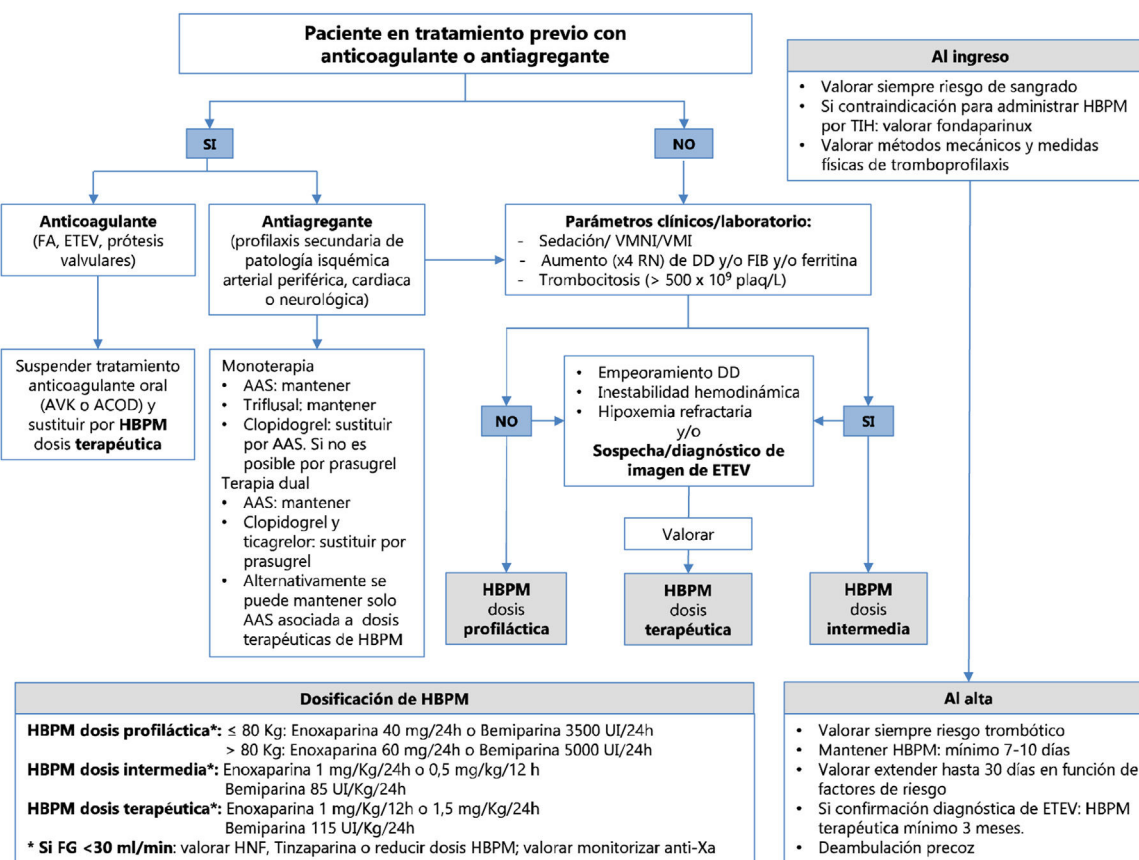 Paciente en tratamiento previo con
anticoagulante o antiagregante
SI
NO
Anticoagulante
(FA, ETEV, prótesis
valvulares)
Antiagregante
(profilaxis secundaria de
patología isquémica
arterial periférica, cardiaca
o neurológica)
Parámetros clínicos/laboratorio:
- Sedación/ VMNI/VMI
- Aumento (x4 RN) de DD y/o FIB y/o ferritina
- Trombocitosis (> 500 x 10⁹ plaq/L)
Suspender tratamiento
anticoagulante oral
(AVK o ACOD) y
sustituir por HBPM
dosis terapéutica
Monoterapia
• AAS: mantener
• Triflusal: mantener
• Clopidogrel: sustituir
por AAS. Si no es
posible por prasugrel
Terapia dual
• AAS: mantener
• Clopidogrel y
ticagrelor: sustituir por
prasugrel
• Alternativamente se
puede mantener solo
AAS asociada a dosis
terapéuticas de HBPM
NO
• Empeoramiento DD
• Inestabilidad hemodinámica
• Hipoxemia refractaria
y/o
Sospecha/diagnóstico de
imagen de ETEV
SI
Valorar
HBPM
dosis
profiláctica
HBPM
dosis
terapéutica
HBPM
dosis
intermedia
Al ingreso
• Valorar siempre riesgo de sangrado
• Si contraindicación para administrar HBPM
por TIH: valorar fondaparinux
• Valorar métodos mecánicos y medidas
físicas de tromboprofilaxis
Dosificación de HBPM
HBPM dosis profiláctica*: ≤ 80 Kg: Enoxaparina 40 mg/24h o Bemiparina 3500 UI/24h
> 80 Kg: Enoxaparina 60 mg/24h o Bemiparina 5000 UI/24h
HBPM dosis intermedia*: Enoxaparina 1 mg/Kg/24h o 0,5 mg/kg/12 h
Bemiparina 85 UI/Kg/24h
HBPM dosis terapéutica*: Enoxaparina 1 mg/Kg/12h o 1,5 mg/Kg/24h
Bemiparina 115 UI/Kg/24h
* Si FG <30 ml/min: valorar HNF, Tinzaparina o reducir dosis HBPM; valorar monitorizar anti-Xa
Al alta
• Valorar siempre riesgo trombótico
• Mantener HBPM: mínimo 7-10 días
• Valorar extender hasta 30 días en función de
factores de riesgo
• Si confirmación diagnóstica de ETEV: HBPM
terapéutica mínimo 3 meses.
• Deambulación precoz